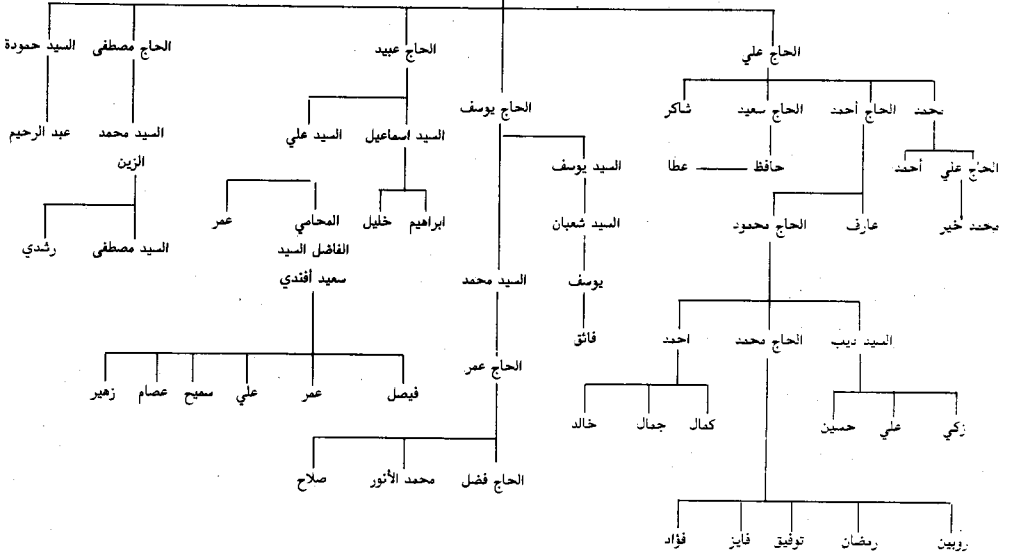 الحاج علي
الحاج عبيد
الحاج مصطفى
السيد حمودة
الحاج يوسف
محمد
الحاج أحمد
الحاج سعيد
شاكر
السيد اسماعيل
السيد علي
السيد محمد
الزين
عبد الرحيم
السيد يوسف
الحاج علي
أحمد
حافظ
عطا
محمد خير
عارف
الحاج محمود
السيد شعبان
ابراهيم
خليل
المحامي
الفاضل السيد
سعيد أفندي
عمر
السيد مصطفى
رشدي
يوسف
السيد محمد
فائق
السيد ديب
الحاج محمد
احمد
الحاج عمر
فيصل
عمر
علي
سميح
عصام
زهير
زكي
علي
حسين
كمال
جمال
خالد
الحاج فضل
محمد الأنور
صلاح
روبين
رمضان
توفيق
فايز
فؤاد